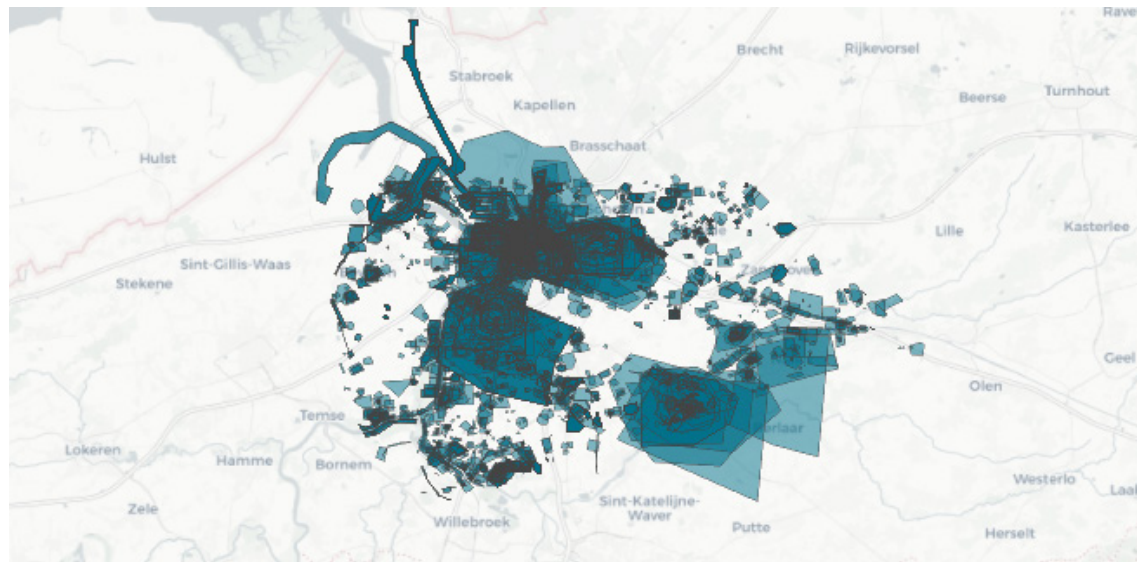 Rave
Brecht
Rijkevorsel
Stabroek
Beerse
Turnhout
Kapellen
Brasschaat
Hulst
Kasterlee
Lille
Sint-Gillis-Waas
Stekene
Geel
Olen
Temse
Lokeren
Hamme
Bornem
Westerlo
Laa
Zele
Willebroek
Sint-Katelijne-
Waver
Putte
Herselt